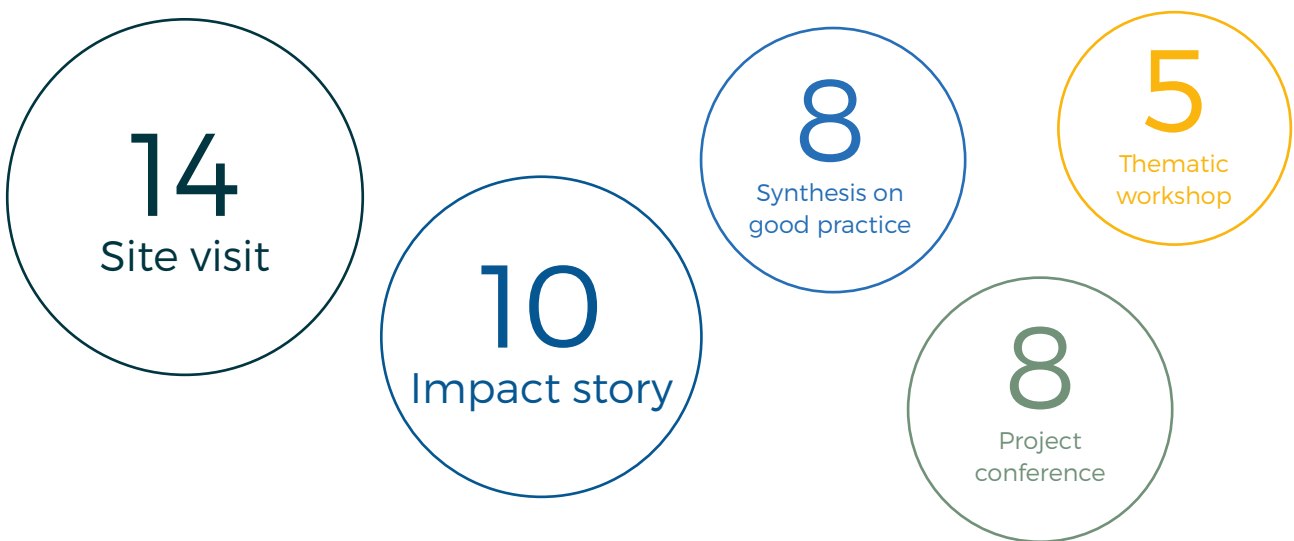 14
Site visit
10
Impact story
8
Synthesis on
good practice
5
Thematic
workshop
8
Project
conference